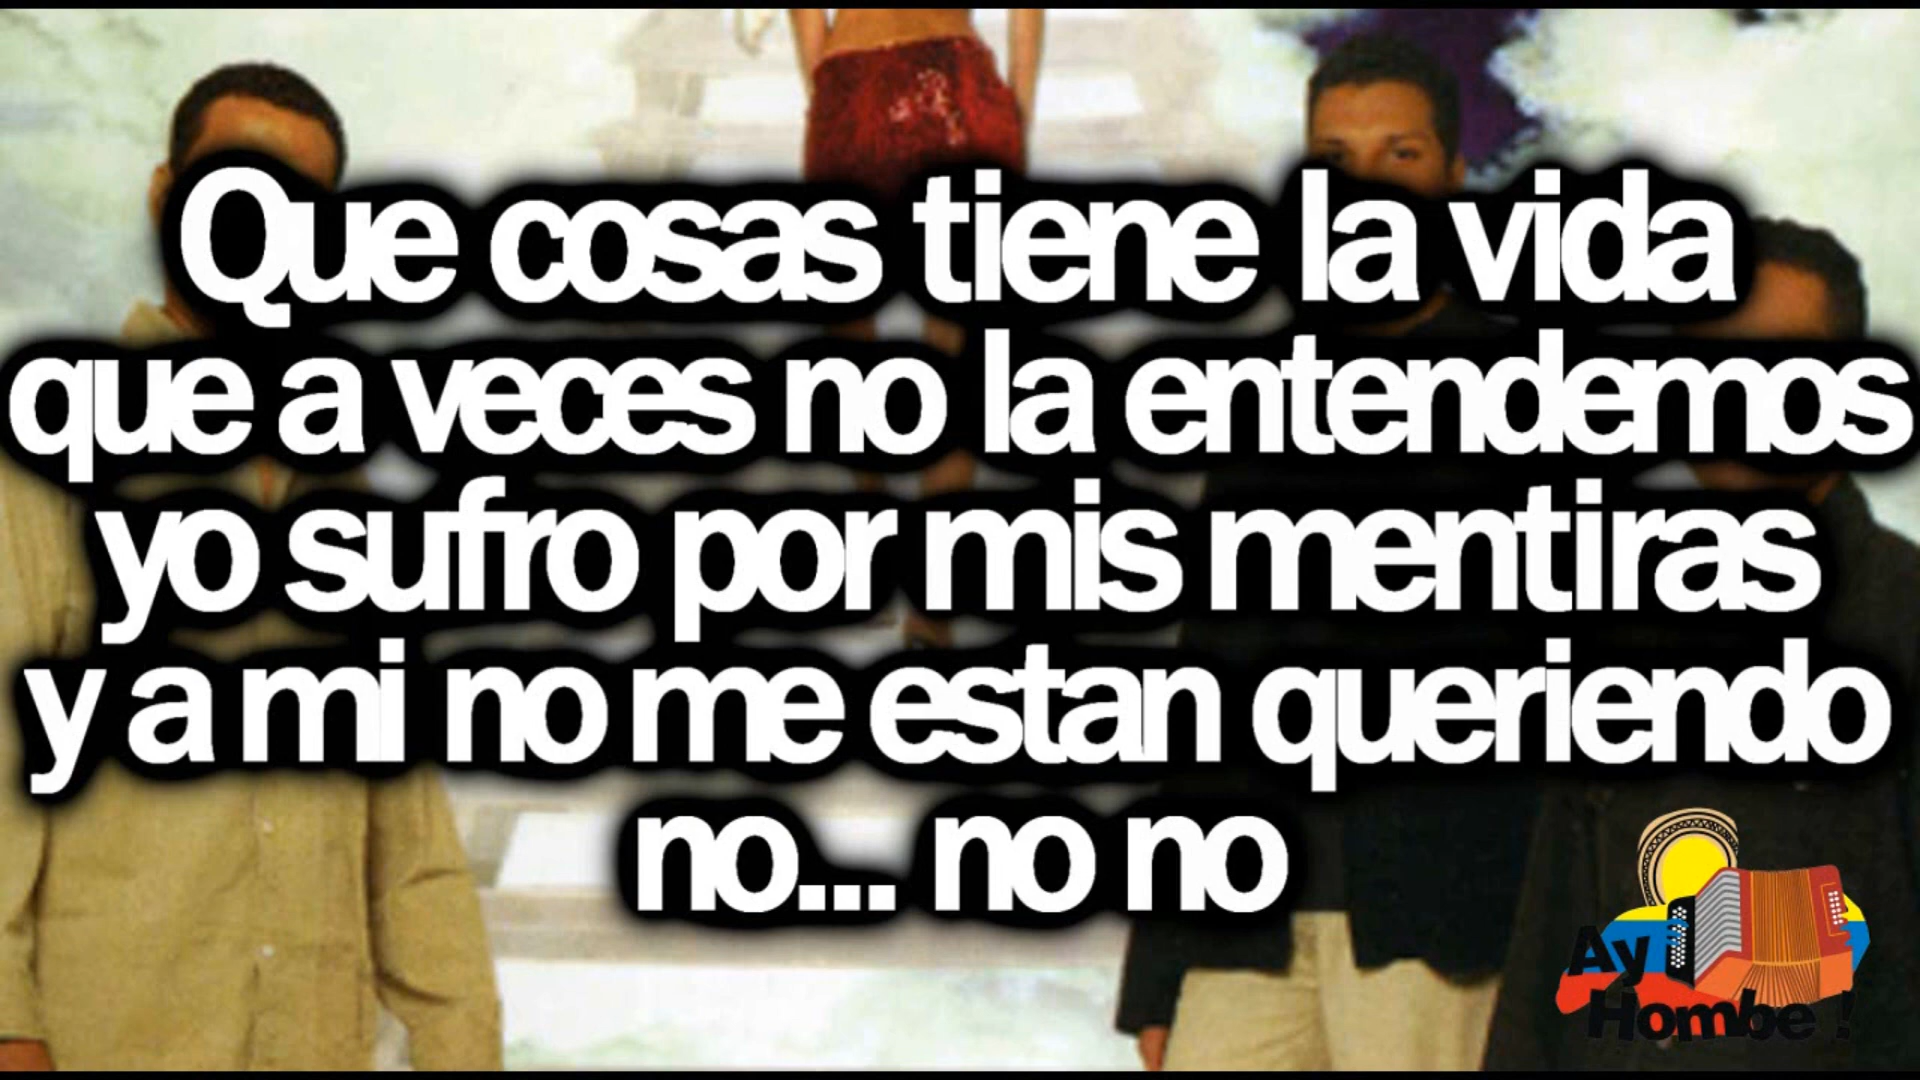 Que cosas tiene la vida
que a veces no la entendemos
yo sufro por mis mentiras
y a mi no me estan queriendo
no... no no
Ay
Hombe !